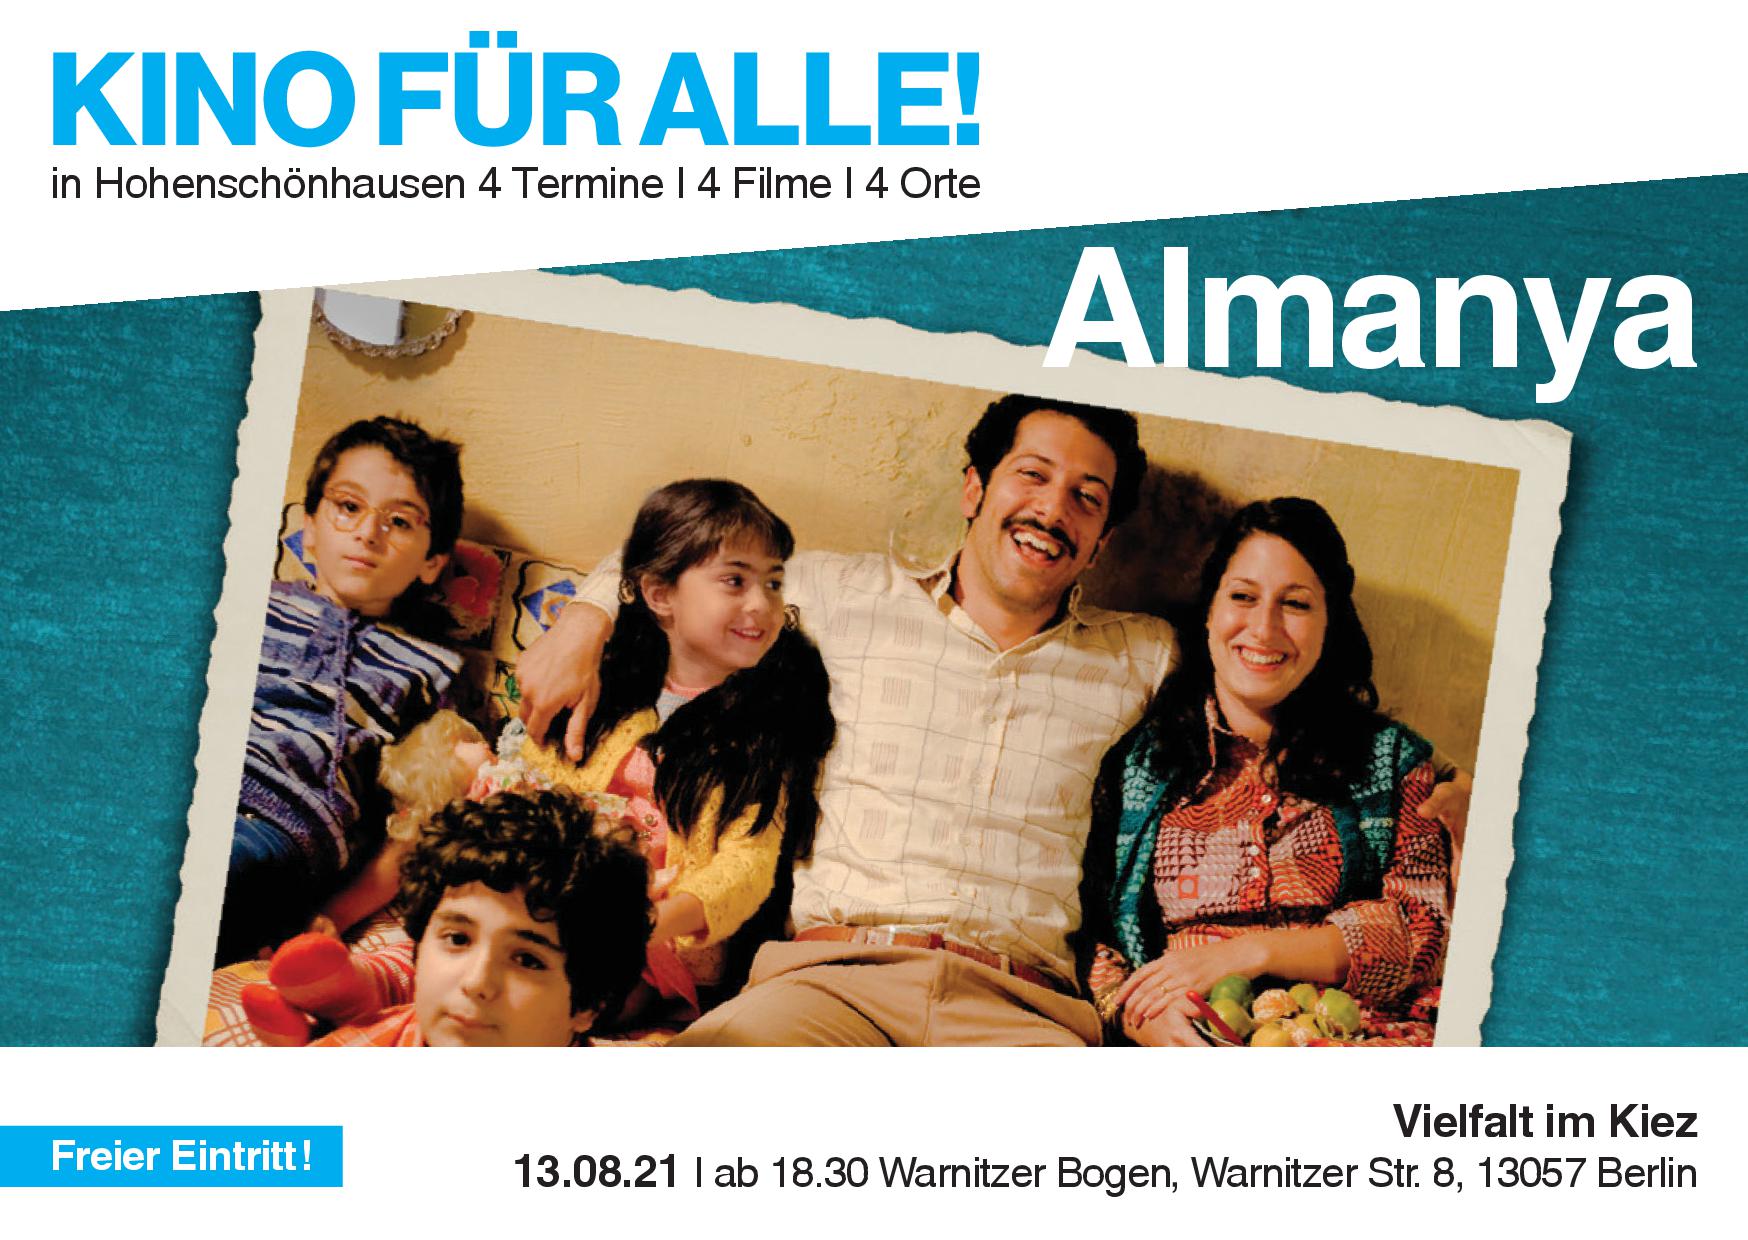 KINO FÜR ALLE!
in Hohenschönhausen 4 Termine I 4 Filme I 4 Orte
Almanya
Freier Eintritt!
Vielfalt im Kiez
13.08.21 I ab 18.30 Warnitzer Bogen, Warnitzer Str. 8, 13057 Berlin